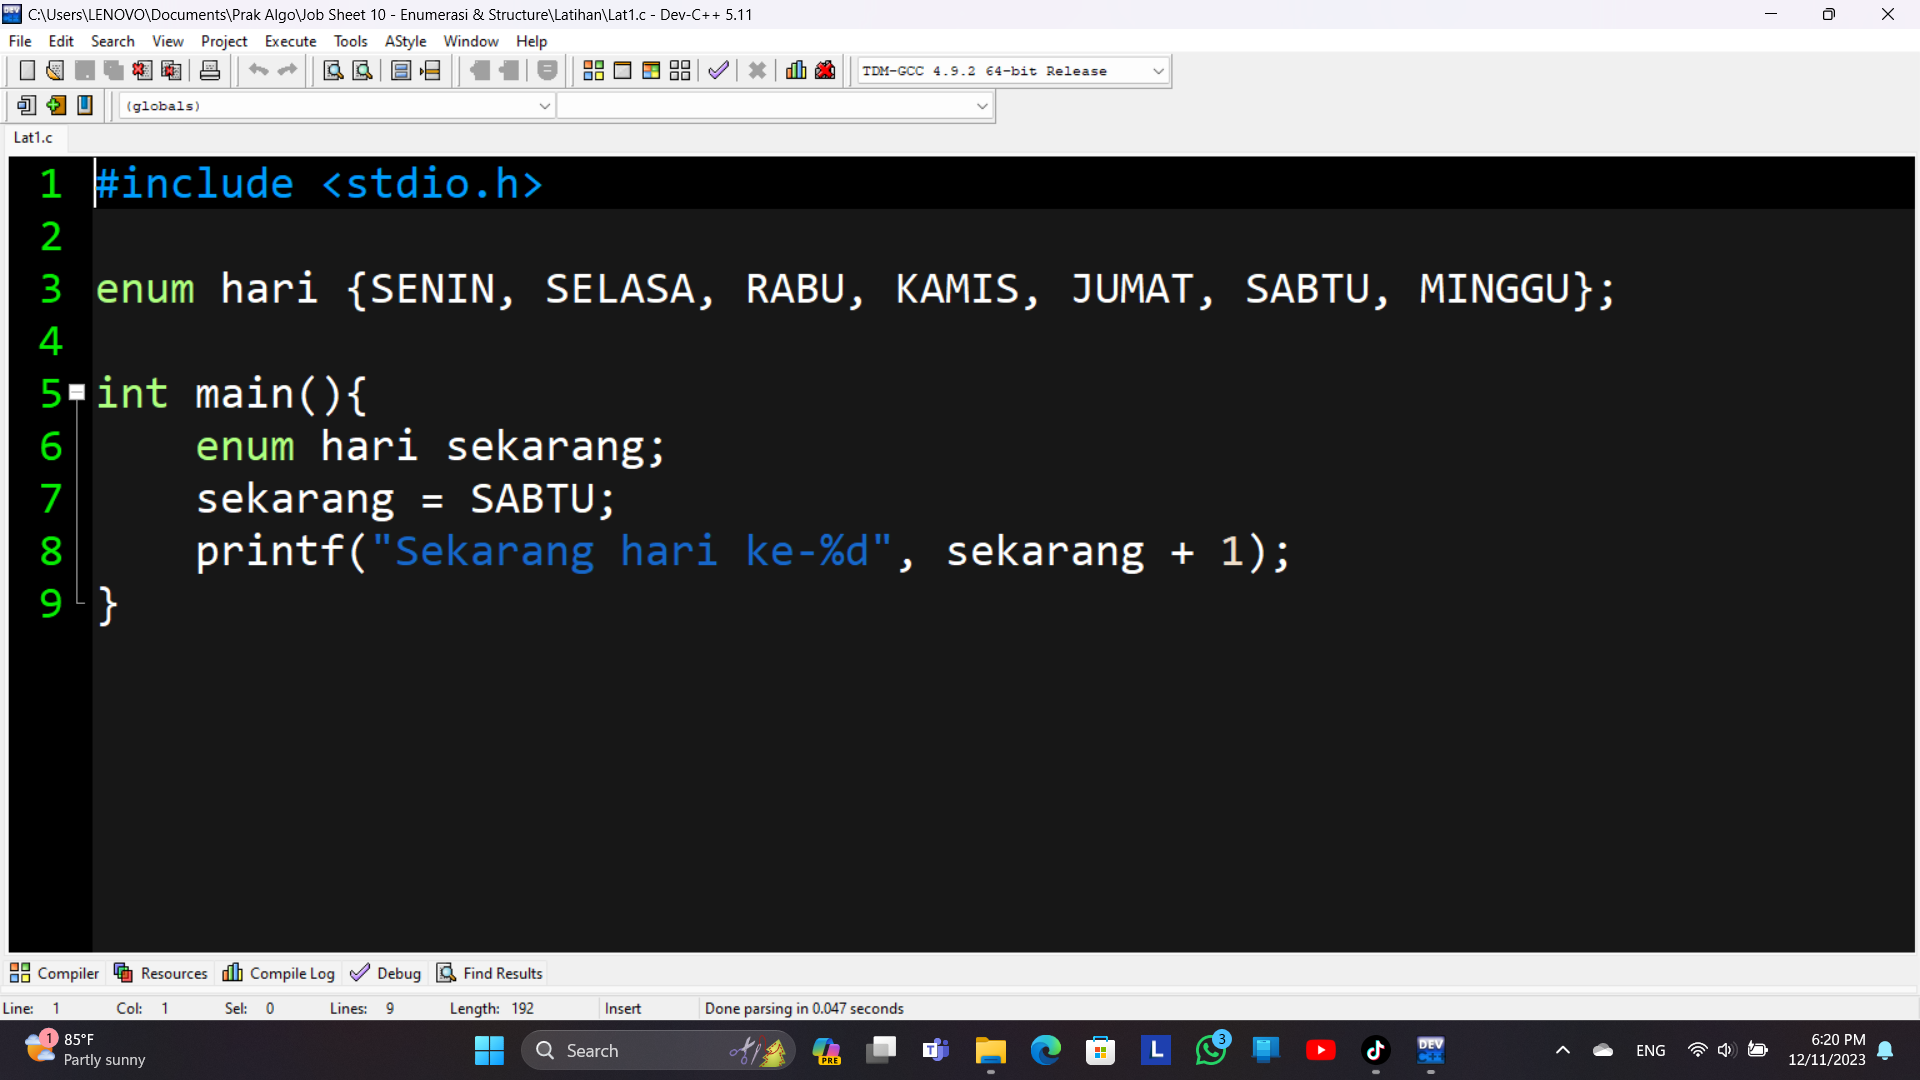 C:\Users\LENOVO\Documents\Prak Algo\Job Sheet 10 - Enumerasi & Structure\Latihan\Lat1.c - Dev-C++ 5.11
File Edit Search View Project Execute Tools AStyle Window Help
TDM-GCC 4.9.2 64-bit Release
(globals)
Lat1.c
1 #include <stdio.h>
2
3 enum hari {SENIN, SELASA, RABU, KAMIS, JUMAT, SABTU, MINGGU};
4
5 int main(){
6 enum hari sekarang;
7 sekarang = SABTU;
8 printf("Sekarang hari ke-%d", sekarang + 1);
9 }
Compiler Resources Compile Log Debug Find Results
Line: 1 Col: 1 Sel: 0 Lines: 9 Length: 192 Insert Done parsing in 0.047 seconds
1 85°F
Partly sunny
Search
PRE
T
L
3
DEV
C++
ENG
6:20 PM
12/11/2023